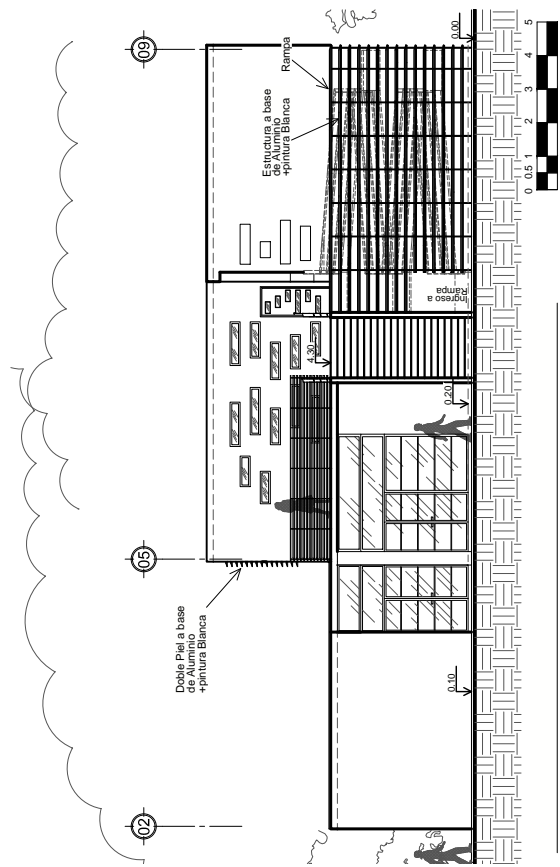 02
05
09
Doble Piel a base
de Aluminio
+pintura Blanca
Estructura a base
de Aluminio
+pintura Blanca
Rampa
4.30
Ingreso a
Rampa
0.10
0.20
0.00
0 0.5 1 2 3 4 5